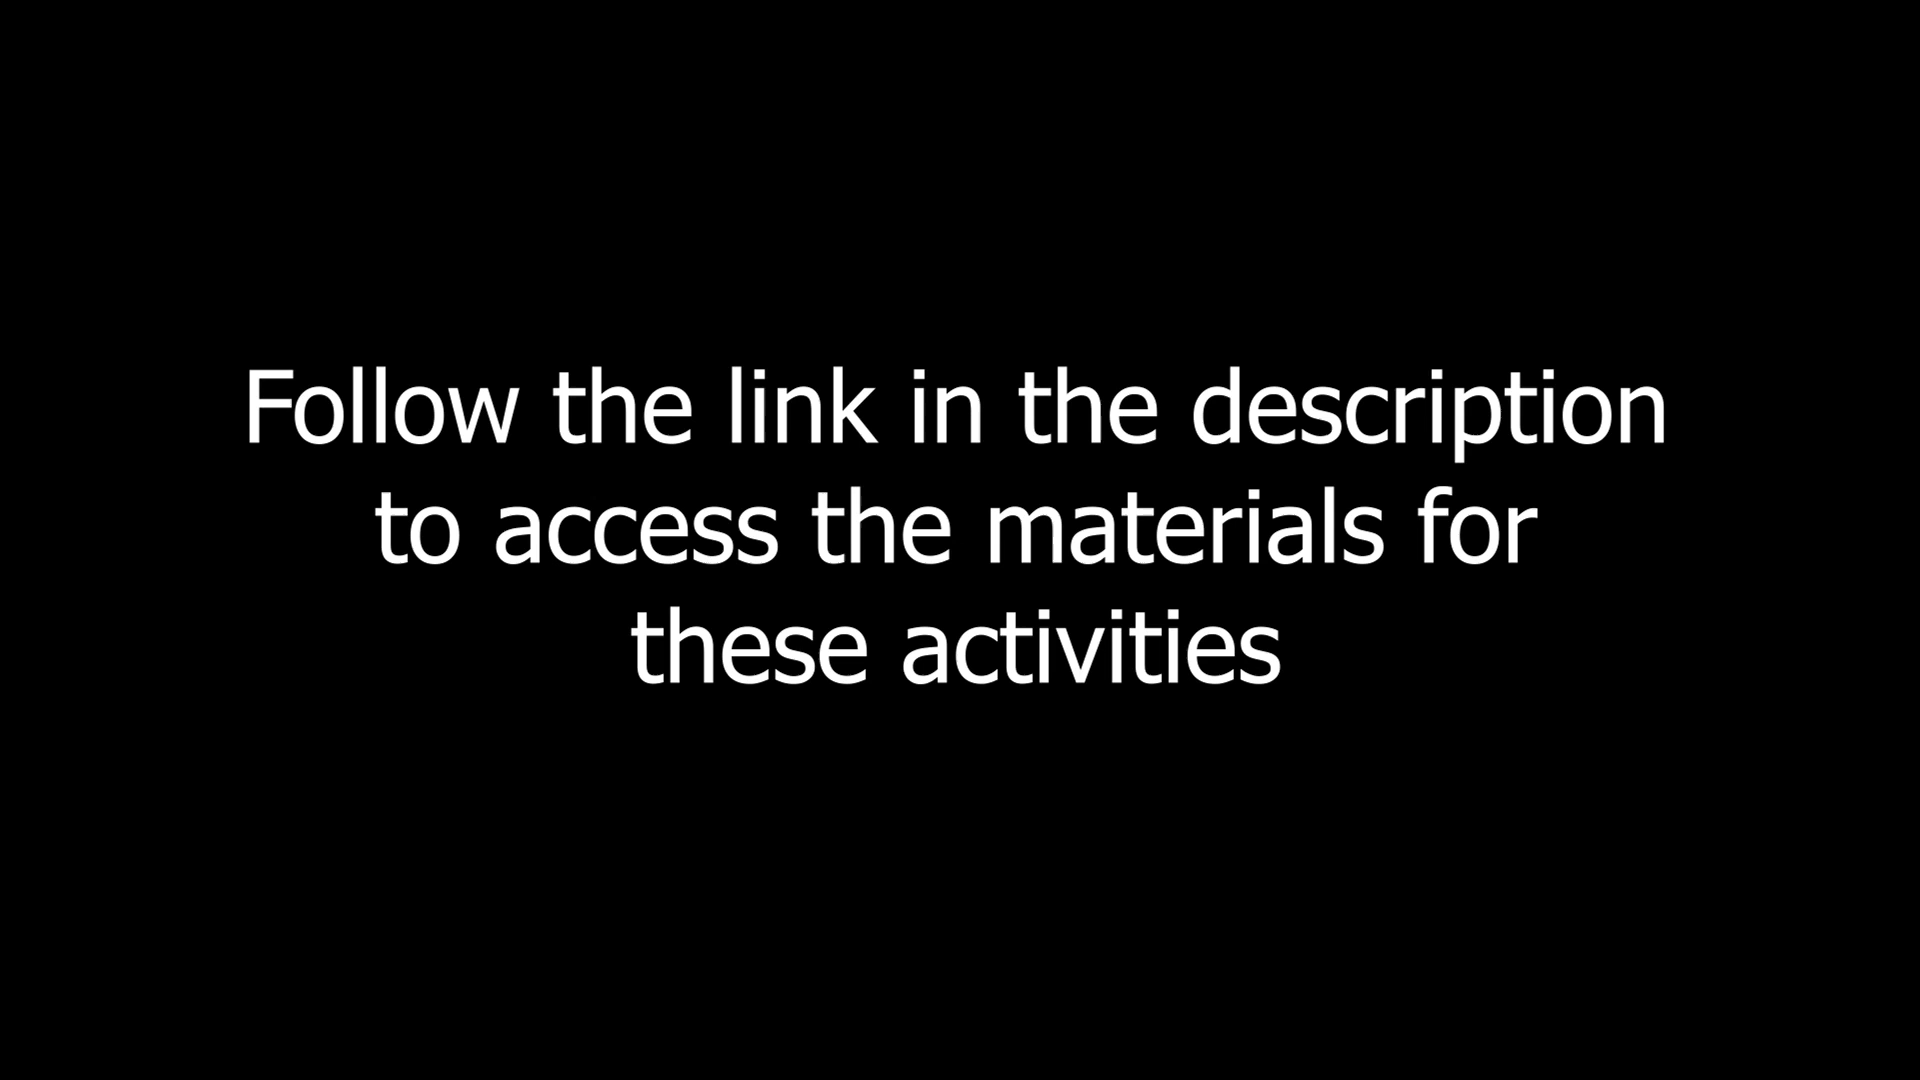 Follow the link in the description
to access the materials for
these activities